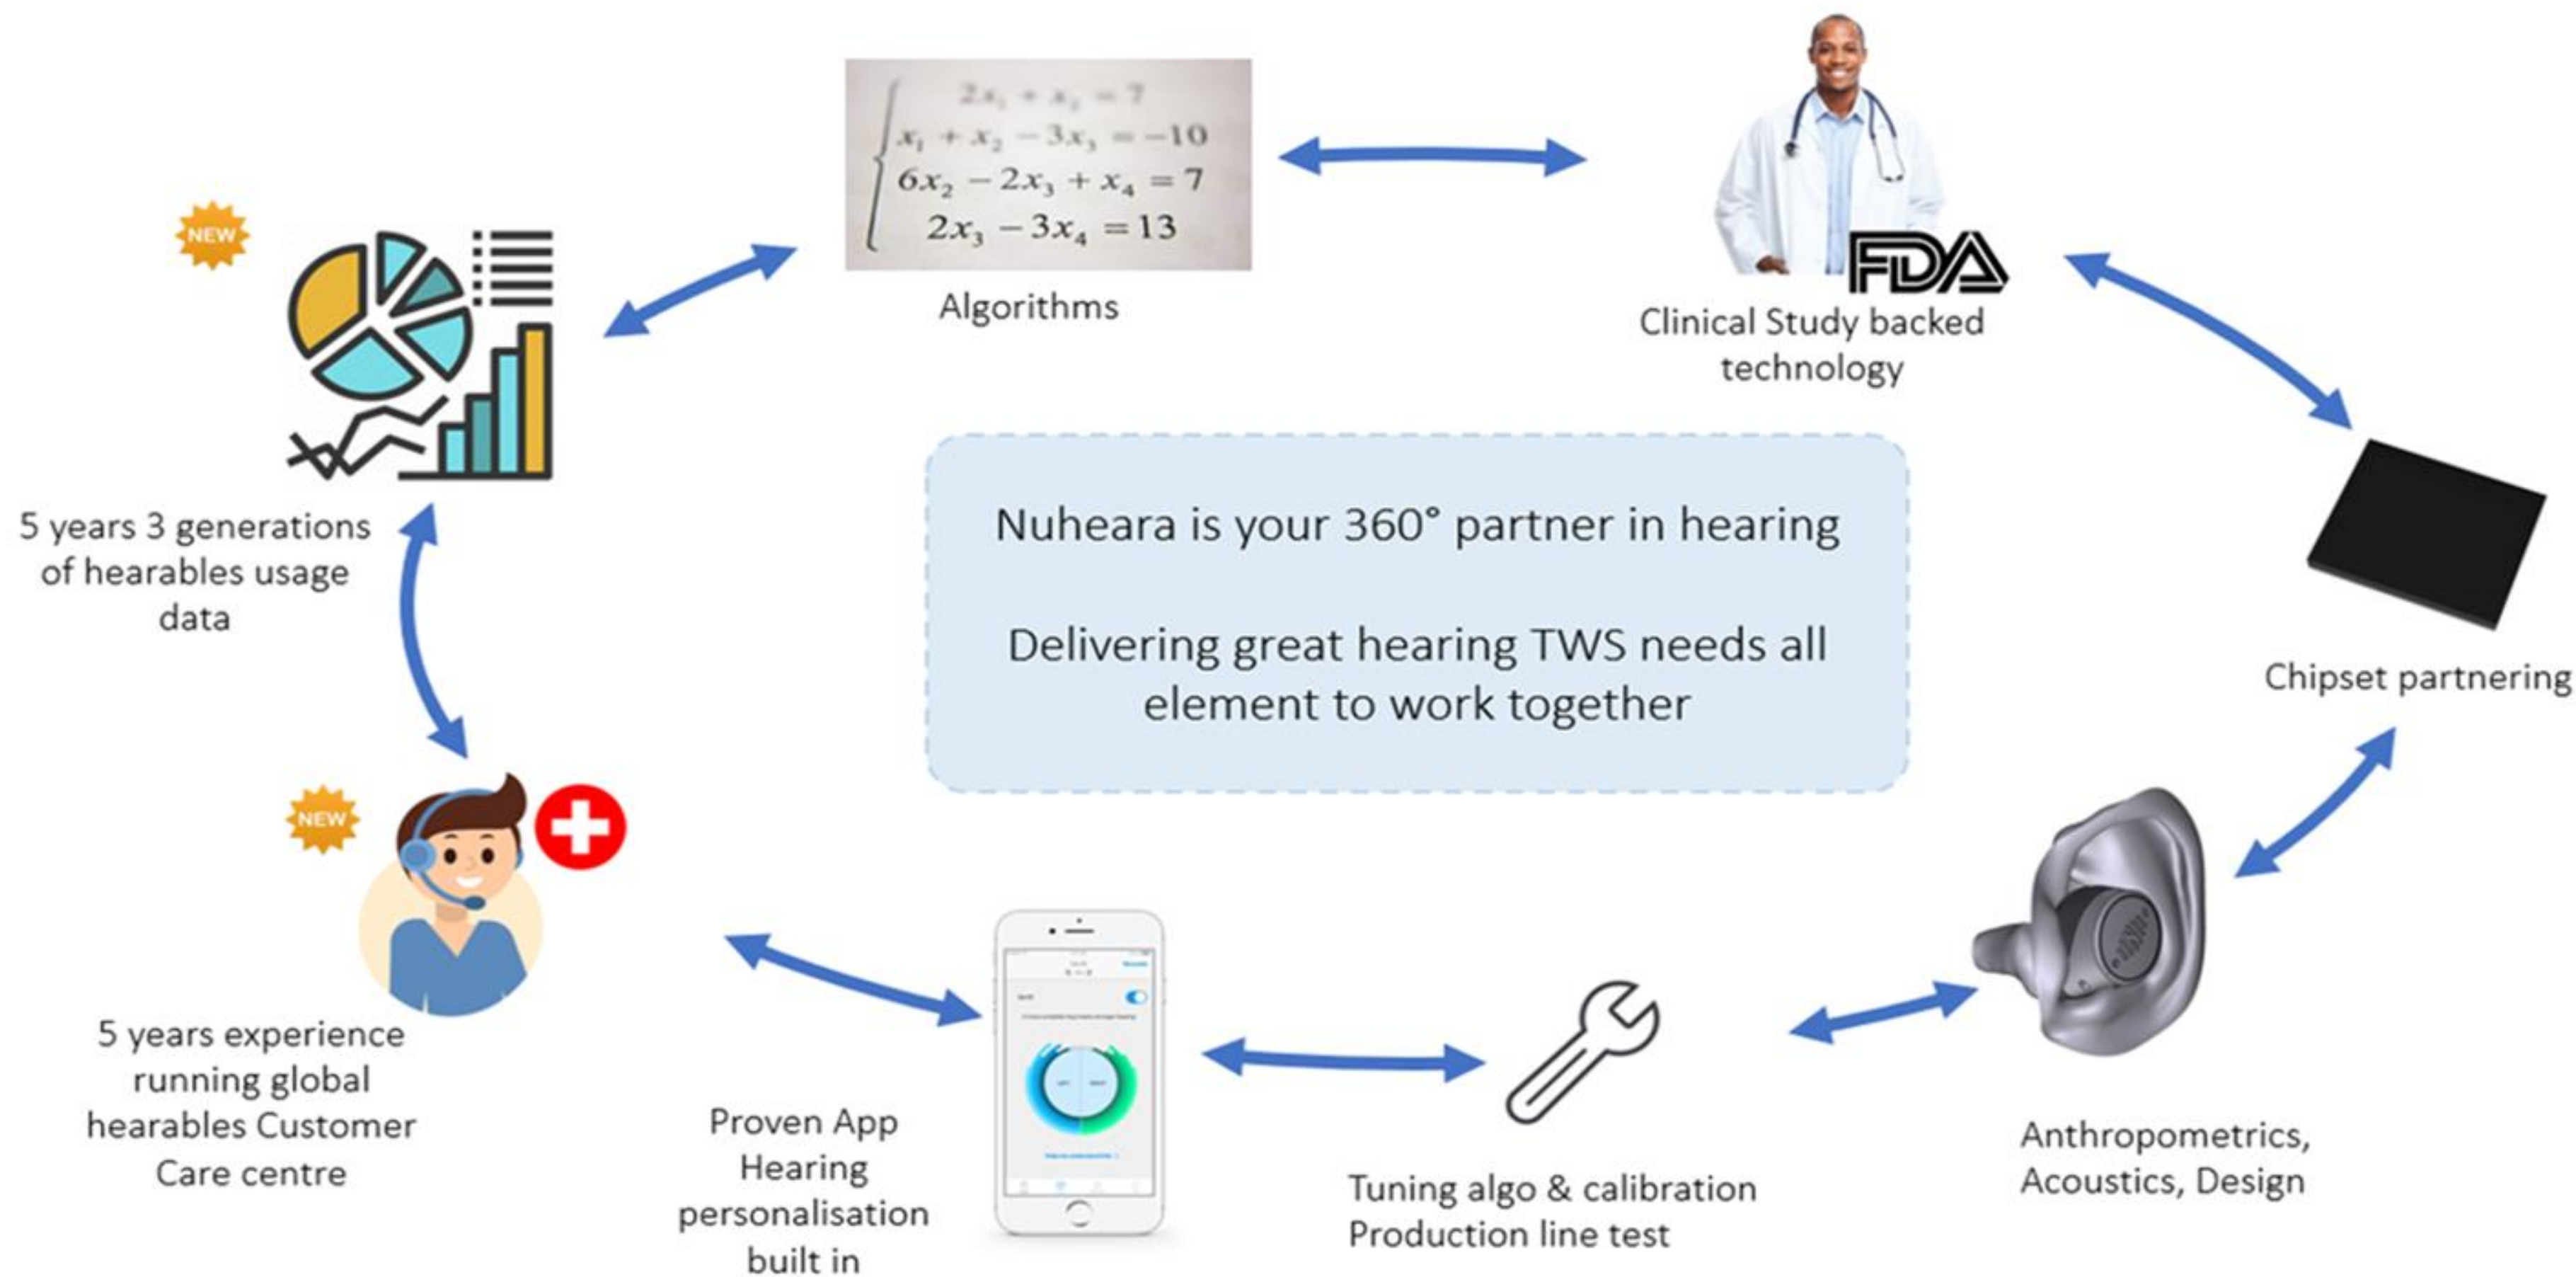 2x₁ + x₂ = 7
x₁ + x₂ − 3x₃ = −10
6x₂ − 2x₃ + x₄ = 7
2x₃ − 3x₄ = 13
Algorithms
FDA
Clinical Study backed
technology
NEW
5 years 3 generations
of hearables usage
data
Nuheara is your 360° partner in hearing
Delivering great hearing TWS needs all
element to work together
Chipset partnering
NEW
5 years experience
running global
hearables Customer
Care centre
Proven App
Hearing
personalisation
built in
Tuning algo & calibration
Production line test
Anthropometrics,
Acoustics, Design